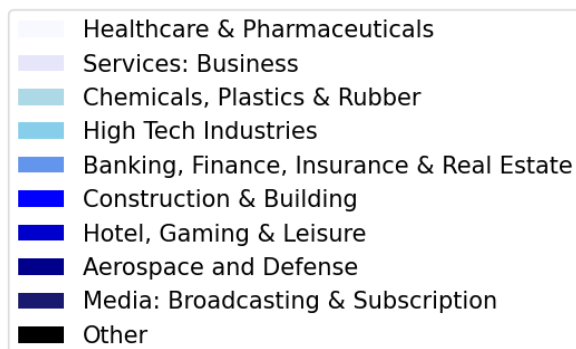 Healthcare & Pharmaceuticals
Services: Business
Chemicals, Plastics & Rubber
High Tech Industries
Banking, Finance, Insurance & Real Estate
Construction & Building
Hotel, Gaming & Leisure
Aerospace and Defense
Media: Broadcasting & Subscription
Other